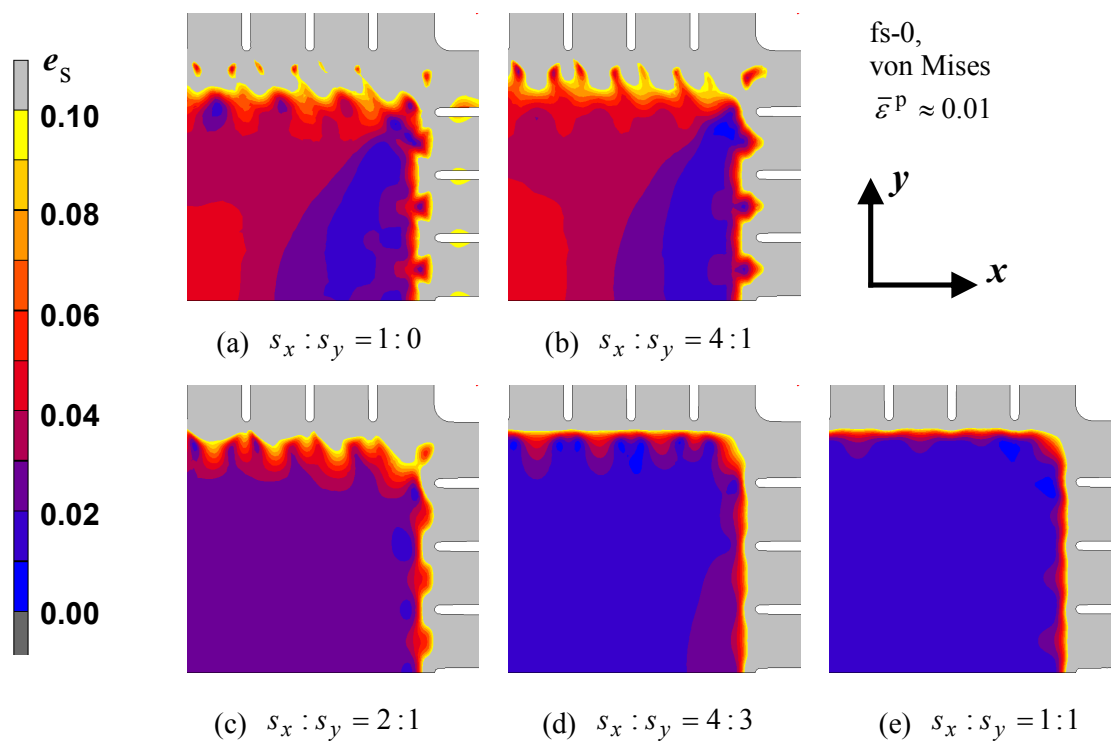 e_S
0.10
0.08
0.06
0.04
0.02
0.00
fs-0,
von Mises
ε̅ᵖ ≈ 0.01
y
x
(a) s_x : s_y = 1 : 0
(b) s_x : s_y = 4 : 1
(c) s_x : s_y = 2 : 1
(d) s_x : s_y = 4 : 3
(e) s_x : s_y = 1 : 1